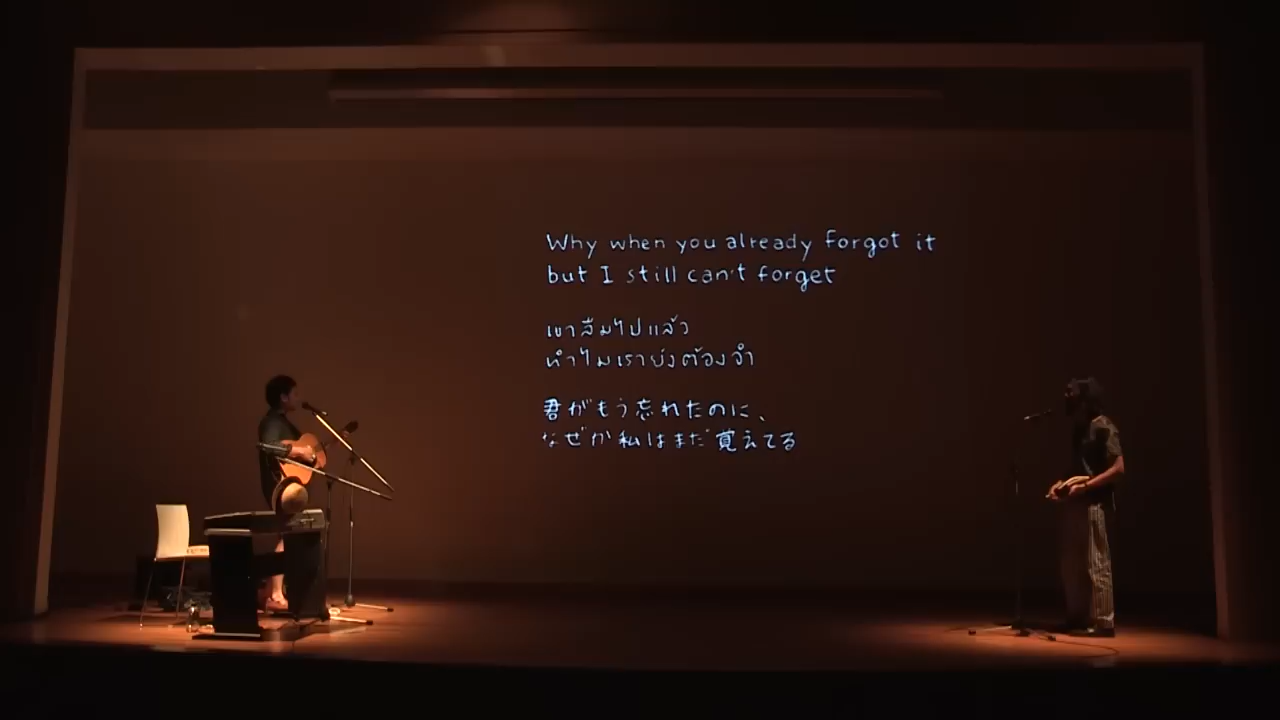 Why when you already forgot it
but I still can't forget
เขาลืมไปแล้ว
ทำไมเรายังต้องจำ
君がもう忘れたのに、
なぜか私はまだ覚えてる